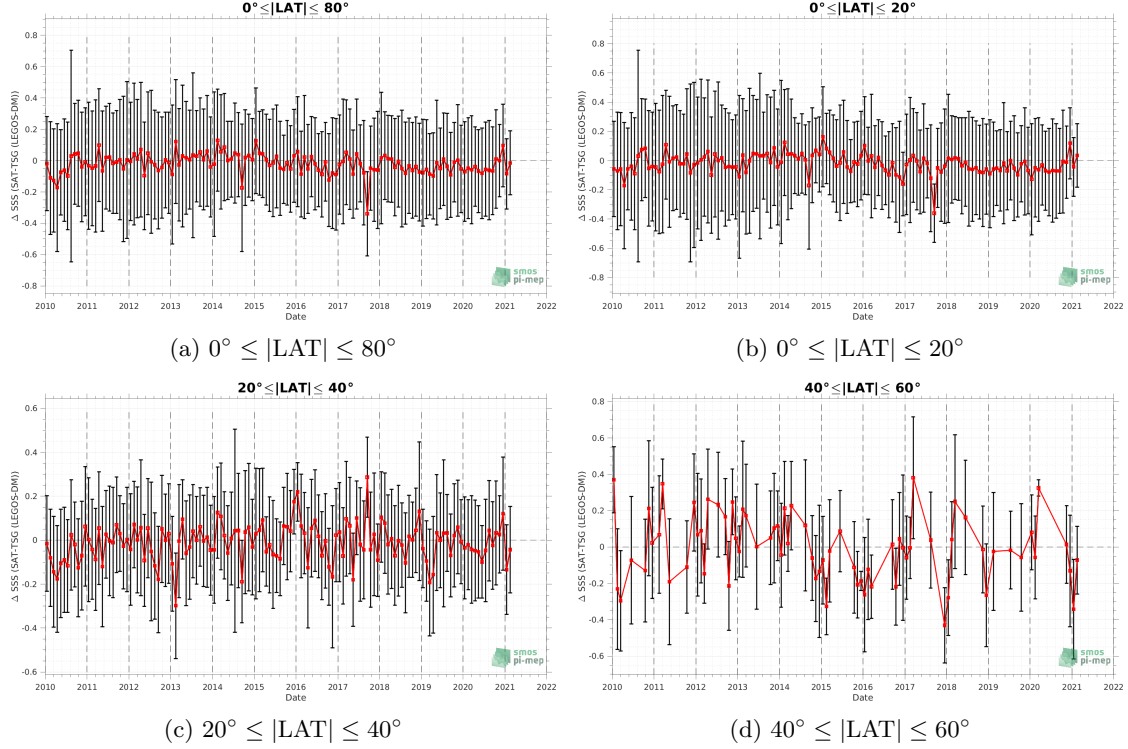 0°≤|LAT|≤ 80°
Δ SSS (SAT-TSG (LEGOS-DM))
0.8
0.6
0.4
0.2
0
-0.2
-0.4
-0.6
-0.8
smos
pi-mep
2010 2011 2012 2013 2014 2015 2016 2017 2018 2019 2020 2021 2022
Date
(a) 0° ≤ |LAT| ≤ 80°
0°≤|LAT|≤ 20°
Δ SSS (SAT-TSG (LEGOS-DM))
0.8
0.6
0.4
0.2
0
-0.2
-0.4
-0.6
-0.8
smos
pi-mep
2010 2011 2012 2013 2014 2015 2016 2017 2018 2019 2020 2021 2022
Date
(b) 0° ≤ |LAT| ≤ 20°
20°≤|LAT|≤ 40°
Δ SSS (SAT-TSG (LEGOS-DM))
0.6
0.4
0.2
0
-0.2
-0.4
-0.6
smos
pi-mep
2010 2011 2012 2013 2014 2015 2016 2017 2018 2019 2020 2021 2022
Date
(c) 20° ≤ |LAT| ≤ 40°
40°≤|LAT|≤ 60°
Δ SSS (SAT-TSG (LEGOS-DM))
0.8
0.6
0.4
0.2
0
-0.2
-0.4
-0.6
smos
pi-mep
2010 2011 2012 2013 2014 2015 2016 2017 2018 2019 2020 2021 2022
Date
(d) 40° ≤ |LAT| ≤ 60°